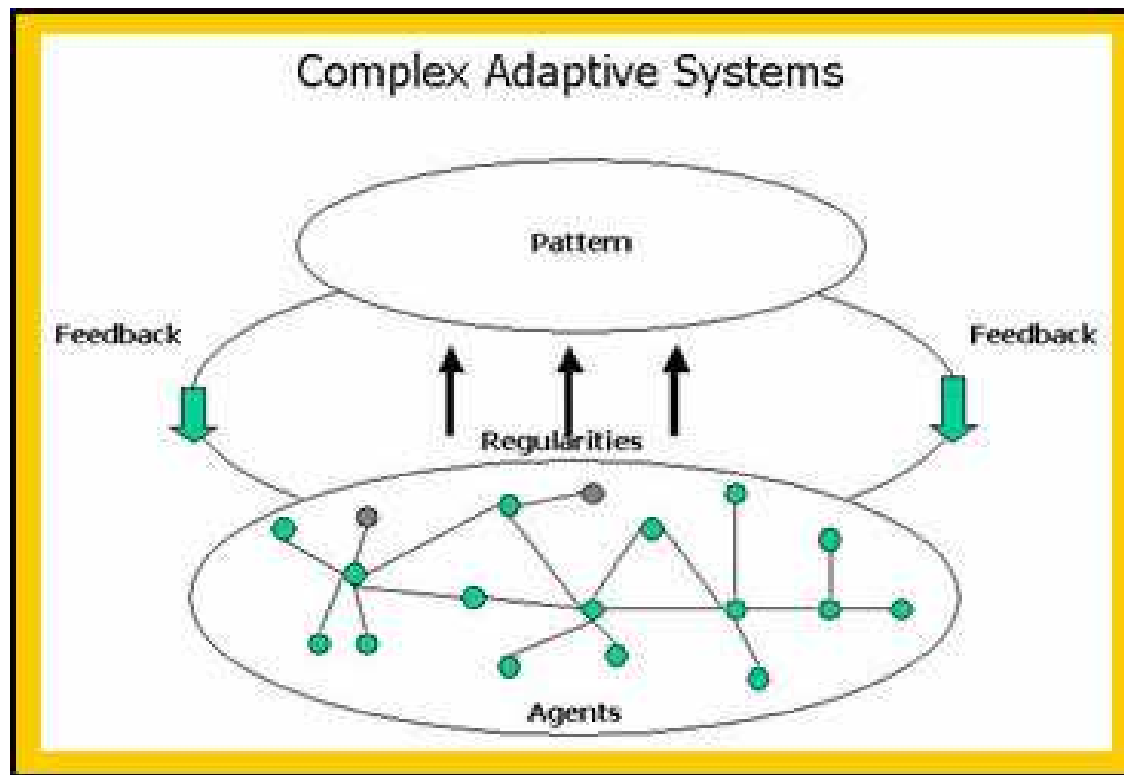 Complex Adaptive Systems
Pattern
Feedback
Feedback
Regularities
Agents